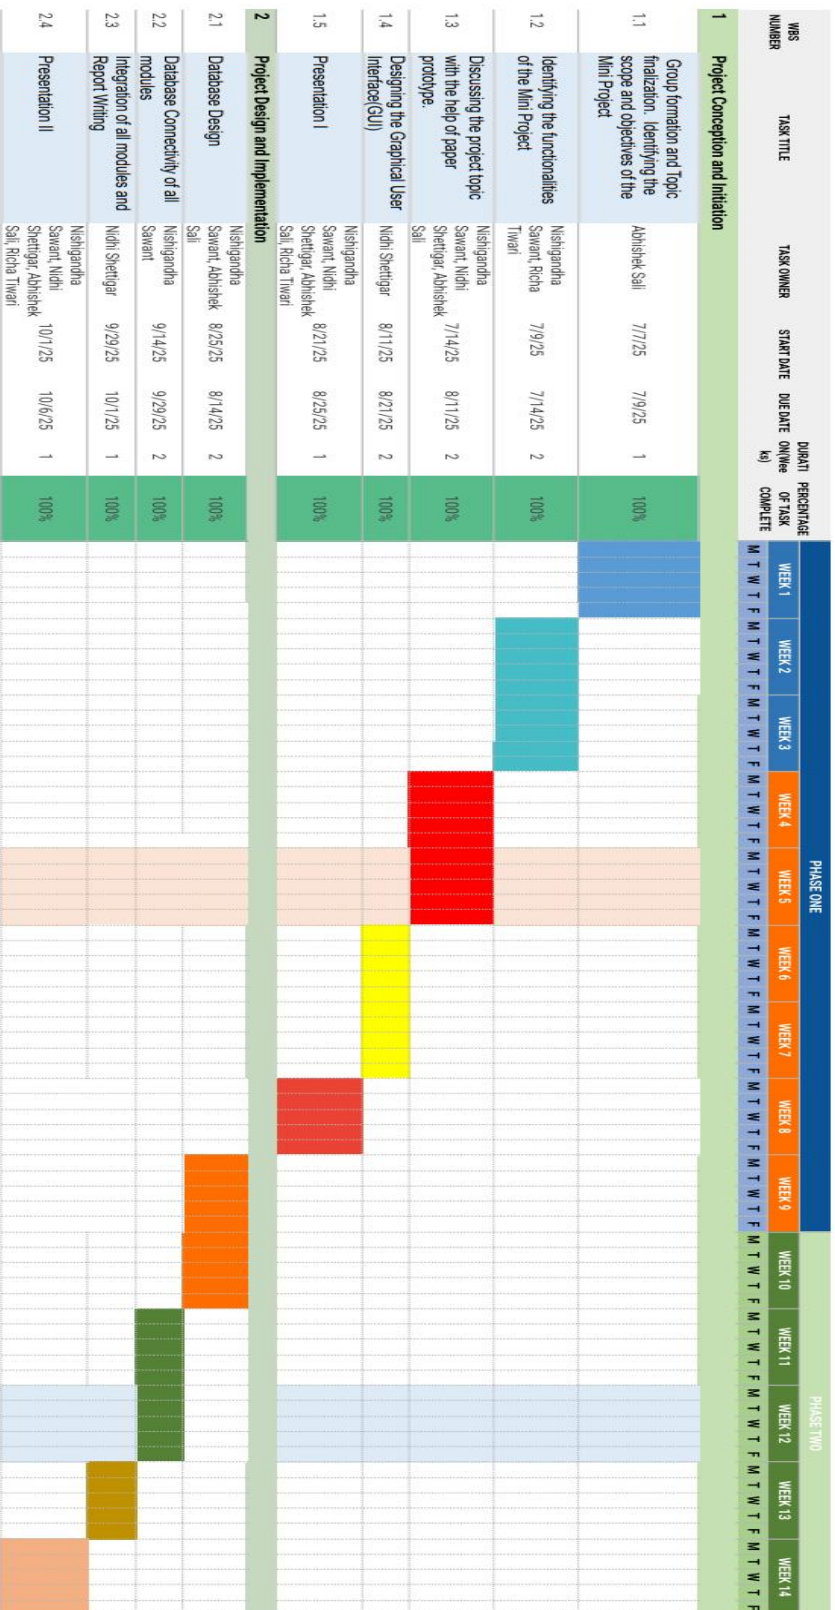 WBS NUMBER
TASK TITLE
TASK OWNER
START DATE
DUE DATE
DURATI ON(Wee ks)
PERCENTAGE OF TASK COMPLETE
PHASE ONE
PHASE TWO
WEEK 1
WEEK 2
WEEK 3
WEEK 4
WEEK 5
WEEK 6
WEEK 7
WEEK 8
WEEK 9
WEEK 10
WEEK 11
WEEK 12
WEEK 13
WEEK 14
M T W T F M T W T F M T W T F M T W T F M T W T F M T W T F M T W T F M T W T F M T W T F M T W T F M T W T F M T W T F M T W T F M T W T F
1 Project Conception and Initiation
1.1
Group formation and Topic
finalization. Identifying the
scope and objectives of the
Mini Project
Abhishek Sali
7/7/25
7/9/25
1
100%
1.2
Identifying the functionalities
of the Mini Project
Nishigandha
Sawant, Richa
Tiwari
7/9/25
7/14/25
2
100%
1.3
Discussing the project topic
with the help of paper
prototype.
Nishigandha
Sawant, Nidhi
Shettigar, Abhishek
Sali
7/14/25
8/11/25
2
100%
1.4
Designing the Graphical User
Interface(GUI)
Nidhi Shettigar
8/11/25
8/21/25
2
100%
1.5
Presentation I
Nishigandha
Sawant, Nidhi
Shettigar, Abhishek
Sali, Richa Tiwari
8/21/25
8/25/25
1
100%
2 Project Design and Implementation
2.1
Database Design
Nishigandha
Sawant, Abhishek
Sali
8/25/25
8/14/25
2
100%
2.2
Database Connectivity of all
modules
Nishigandha
Sawant
9/14/25
9/29/25
2
100%
2.3
Integration of all modules and
Report Writing
Nidhi Shettigar
9/29/25
10/1/25
1
100%
2.4
Presentation II
Nishigandha
Sawant, Nidhi
Shettigar, Abhishek
Sali, Richa Tiwari
10/1/25
10/6/25
1
100%